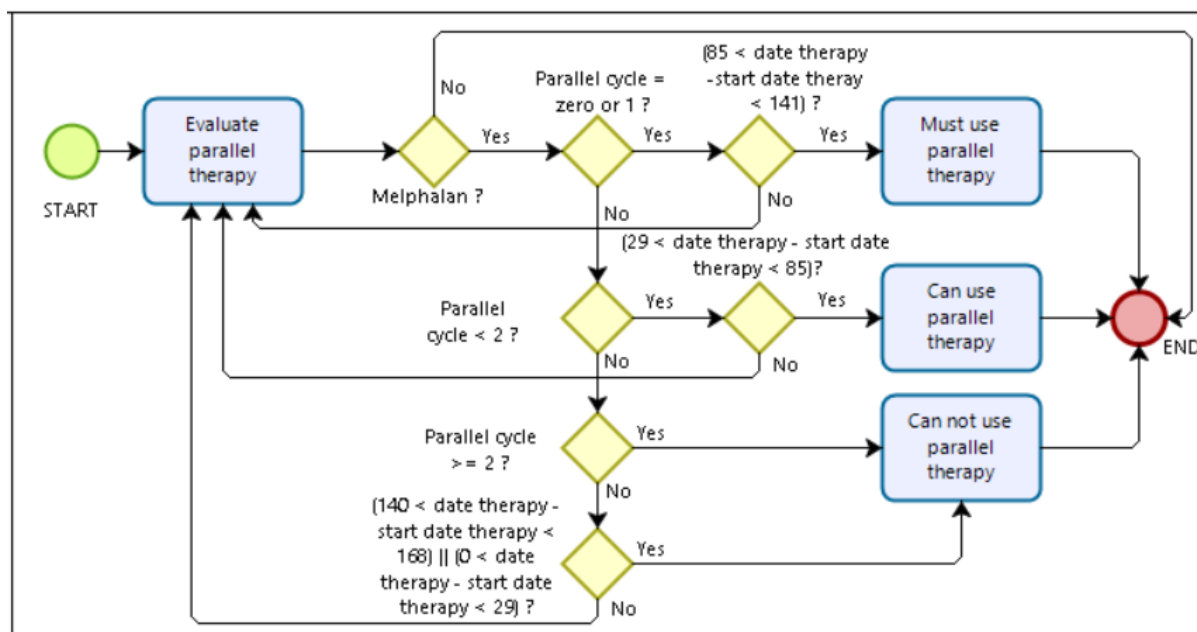 (85 < date therapy
-start date theray
< 141) ?
Parallel cycle =
zero or 1 ?
No
Evaluate
parallel
therapy
Yes
Yes
Yes
Must use
parallel
therapy
START
Melphalan ?
No
No
(29 < date therapy - start date
therapy < 85)?
Parallel
cycle < 2 ?
Yes
Yes
Can use
parallel
therapy
END
No
No
Parallel cycle
>= 2 ?
Yes
Can not use
parallel
therapy
No
(140 < date therapy -
start date therapy <
168) || (0 < date
therapy - start date
therapy < 29) ?
Yes
No